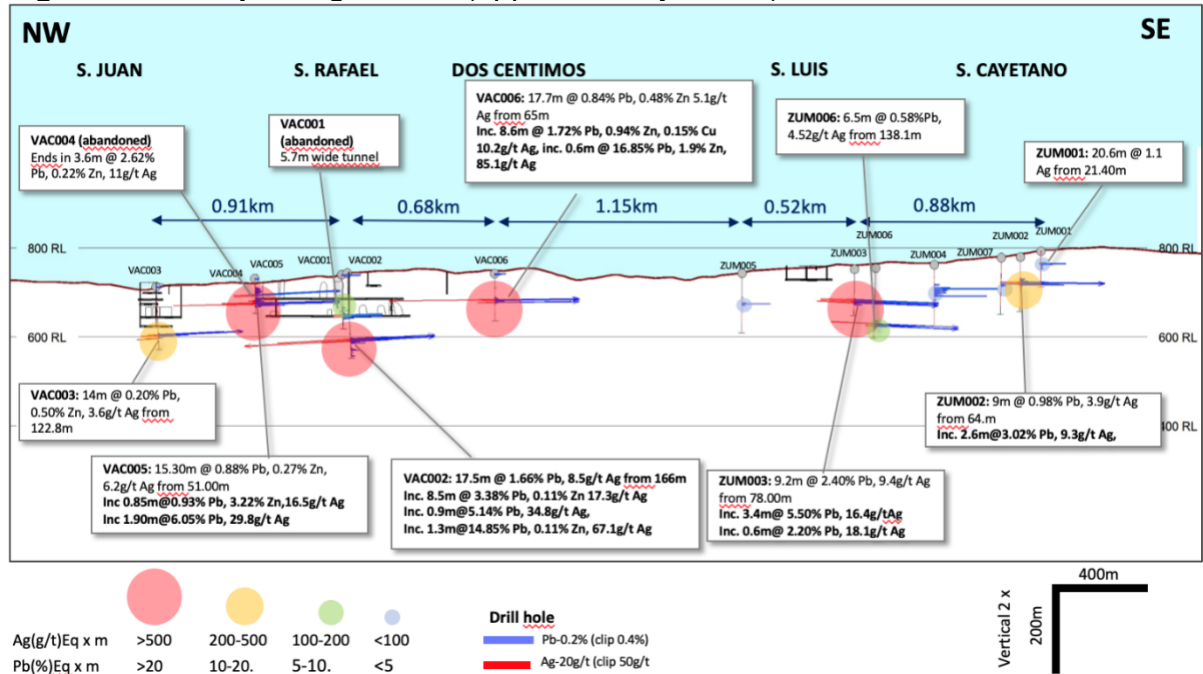 NW
SE
S. JUAN
S. RAFAEL
DOS CENTIMOS
S. LUIS
S. CAYETANO
VAC004 (abandoned)
Ends in 3.6m @ 2.62%
Pb, 0.22% Zn, 11g/t Ag
VAC001
(abandoned)
5.7m wide tunnel
VAC006: 17.7m @ 0.84% Pb, 0.48% Zn 5.1g/t
Ag from 65m
Inc. 8.6m @ 1.72% Pb, 0.94% Zn, 0.15% Cu
10.2g/t Ag, inc. 0.6m @ 16.85% Pb, 1.9% Zn,
85.1g/t Ag
ZUM006: 6.5m @ 0.58%Pb,
4.52g/t Ag from 138.1m
ZUM001: 20.6m @ 1.1
Ag from 21.40m
0.91km
0.68km
1.15km
0.52km
0.88km
800 RL
800 RL
VAC003
VAC004
VAC005
VAC001
VAC002
VAC006
ZUM005
ZUM003
ZUM006
ZUM004
ZUM007
ZUM002
ZUM001
600 RL
600 RL
400 RL
VAC003: 14m @ 0.20% Pb,
0.50% Zn, 3.6g/t Ag from
122.8m
VAC005: 15.30m @ 0.88% Pb, 0.27% Zn,
6.2g/t Ag from 51.00m
Inc 0.85m@0.93% Pb, 3.22% Zn,16.5g/t Ag
Inc 1.90m@6.05% Pb, 29.8g/t Ag
VAC002: 17.5m @ 1.66% Pb, 8.5g/t Ag from 166m
Inc. 8.5m @ 3.38% Pb, 0.11% Zn 17.3g/t Ag
Inc. 0.9m@5.14% Pb, 34.8g/t Ag,
Inc. 1.3m@14.85% Pb, 0.11% Zn, 67.1g/t Ag
ZUM003: 9.2m @ 2.40% Pb, 9.4g/t Ag
from 78.00m
Inc. 3.4m@ 5.50% Pb, 16.4g/tAg
Inc. 0.6m@ 2.20% Pb, 18.1g/t Ag
ZUM002: 9m @ 0.98% Pb, 3.9g/t Ag
from 64.m
Inc. 2.6m@3.02% Pb, 9.3g/t Ag,
Ag(g/t)Eq x m >500 200-500 100-200 <100
Pb(%)Eq x m >20 10-20. 5-10. <5
Drill hole
Pb-0.2% (clip 0.4%)
Ag-20g/t (clip 50g/t
400m
Vertical 2 x
200m